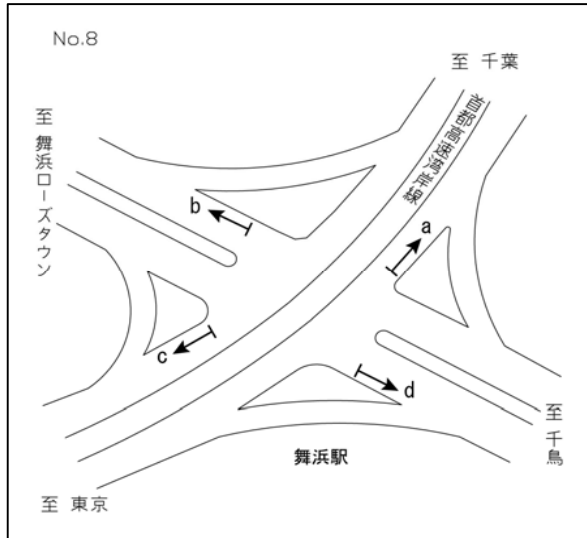 No.8
至 千葉
至 舞浜ローズタウン
首都高速湾岸線
b
a
c
d
至 千鳥
舞浜駅
至 東京